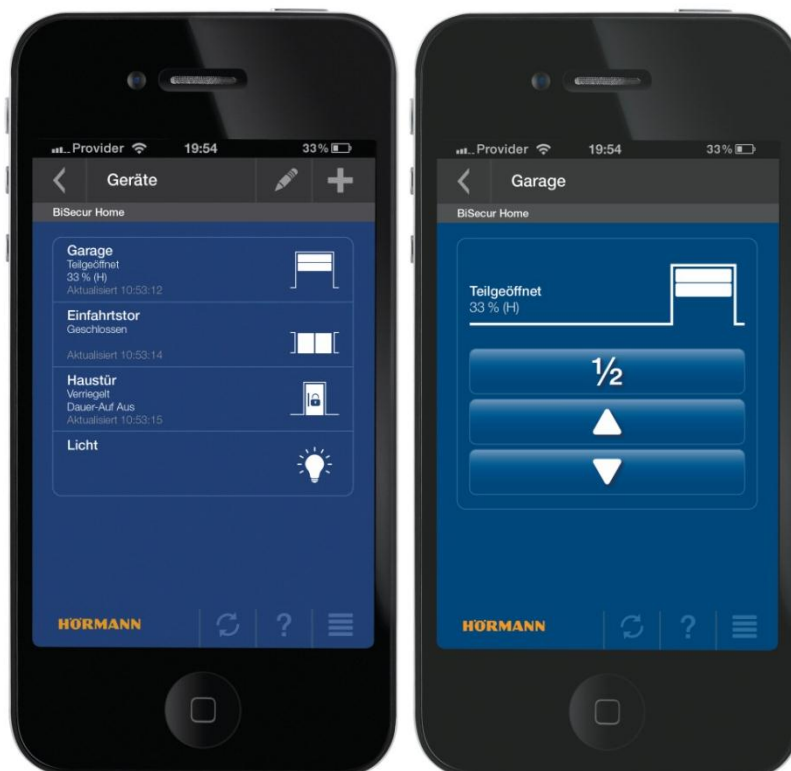 Provider 19:54 33%
Geräte
BiSecur Home
Garage
Teilgeöffnet
33 % (H)
Aktualisiert 10:53:12
Einfahrtstor
Geschlossen
Aktualisiert 10:53:14
Haustür
Verriegelt
Dauer-Auf Aus
Aktualisiert 10:53:15
Licht
HÖRMANN
?
Provider 19:54 33%
Garage
BiSecur Home
Teilgeöffnet
33 % (H)
½
HÖRMANN
?